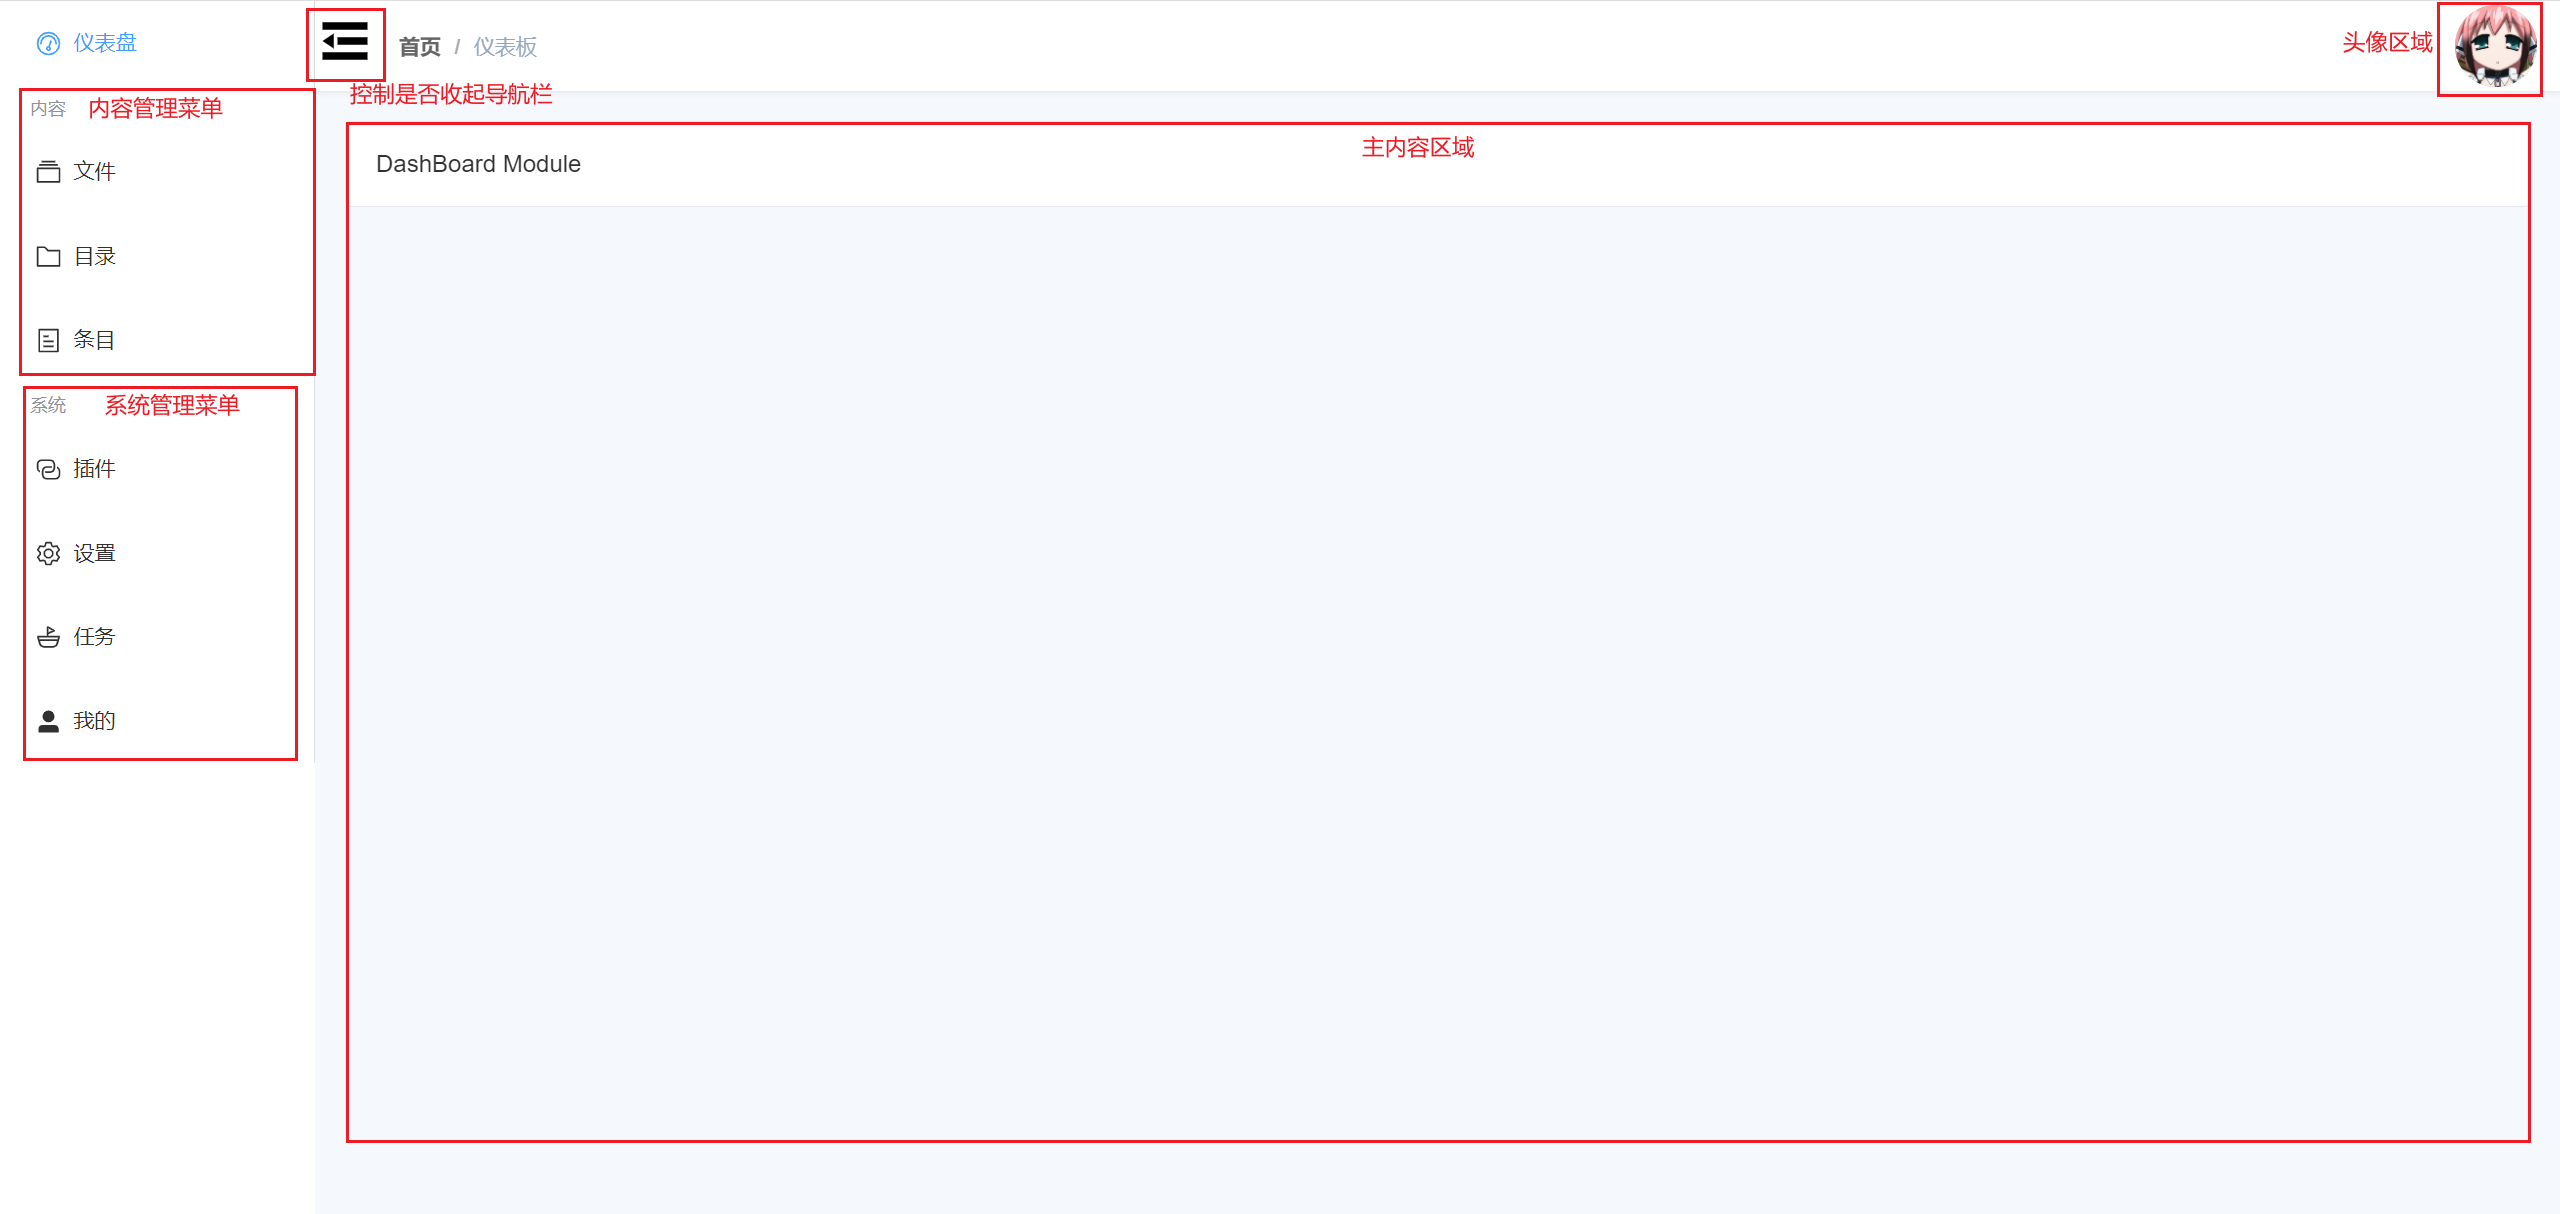 仪表盘
首页 / 仪表板
头像区域
控制是否收起导航栏
内容 内容管理菜单
文件
目录
条目
系统 系统管理菜单
插件
设置
任务
我的
主内容区域
DashBoard Module